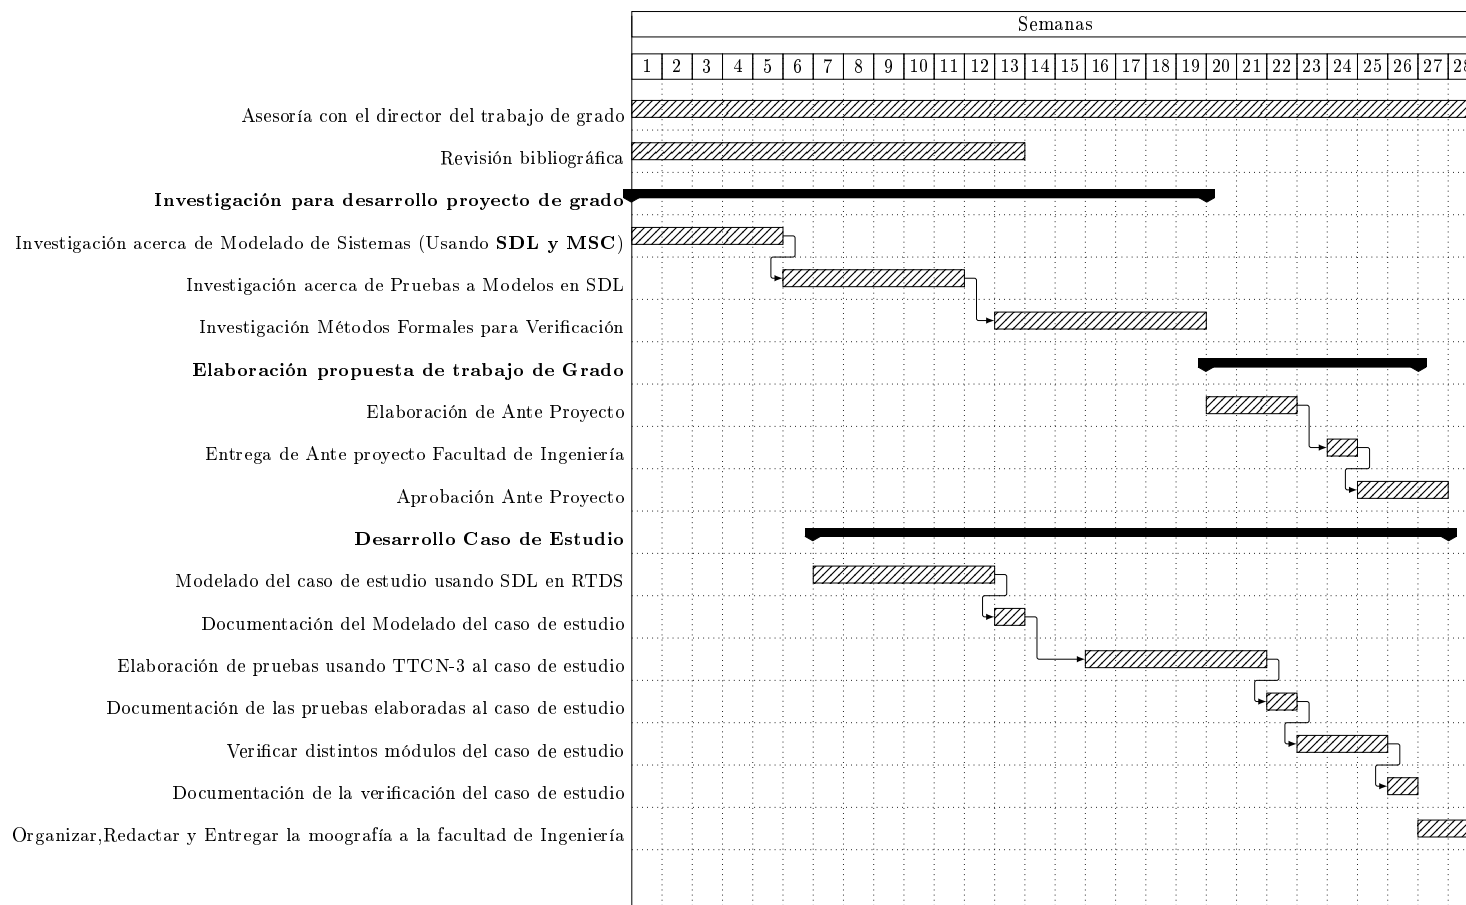 Semanas
1 2 3 4 5 6 7 8 9 10 11 12 13 14 15 16 17 18 19 20 21 22 23 24 25 26 27 28
Asesoría con el director del trabajo de grado
Revisión bibliográfica
Investigación para desarrollo proyecto de grado
Investigación acerca de Modelado de Sistemas (Usando SDL y MSC)
Investigación acerca de Pruebas a Modelos en SDL
Investigación Métodos Formales para Verificación
Elaboración propuesta de trabajo de Grado
Elaboración de Ante Proyecto
Entrega de Ante proyecto Facultad de Ingeniería
Aprobación Ante Proyecto
Desarrollo Caso de Estudio
Modelado del caso de estudio usando SDL en RTDS
Documentación del Modelado del caso de estudio
Elaboración de pruebas usando TTCN-3 al caso de estudio
Documentación de las pruebas elaboradas al caso de estudio
Verificar distintos módulos del caso de estudio
Documentación de la verificación del caso de estudio
Organizar,Redactar y Entregar la moografía a la facultad de Ingeniería